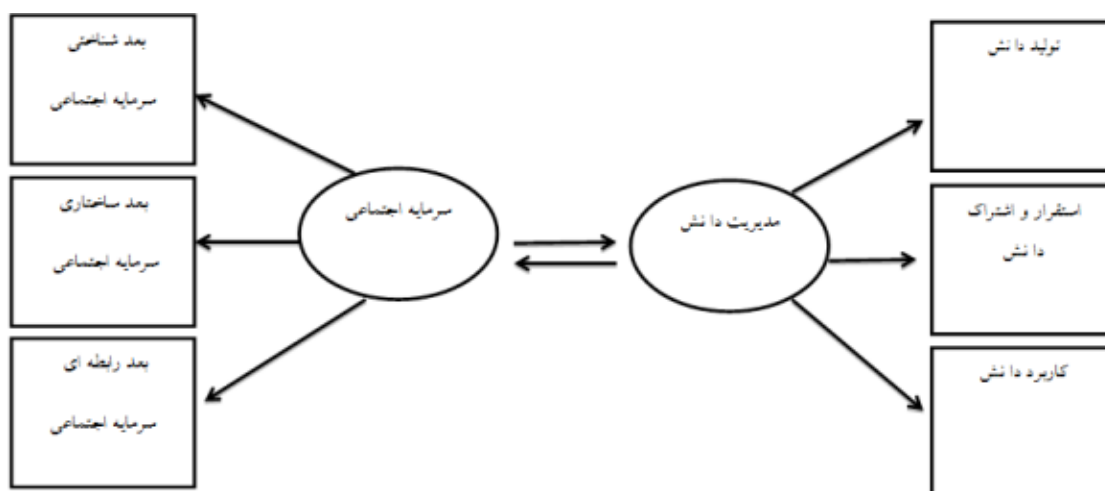 تولید دا نش
استقرار و اشتراک
دا نش
کاربرد دا نش
مدیریت دا نش
سرمایه اجتماعی
بعد شناختی
سرمایه اجتماعی
بعد ساختاری
سرمایه اجتماعی
بعد رابطه ای
سرمایه اجتماعی